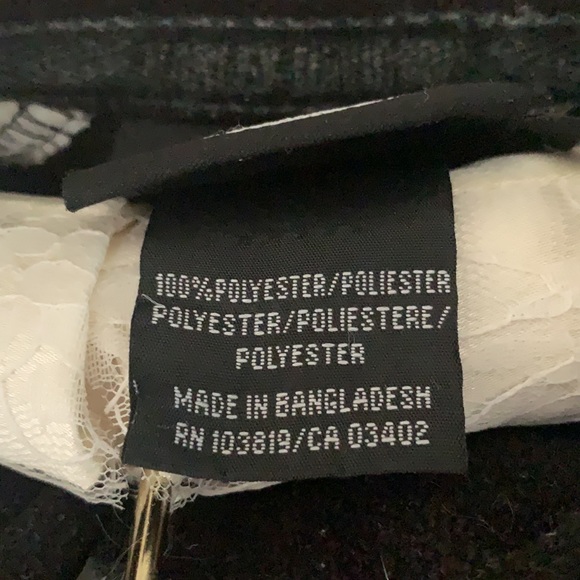 100%POLYESTER/POLIESTER
POLYESTER/POLIESTERE/
POLYESTER
MADE IN BANGLADESH
RN 103819/CA 03402